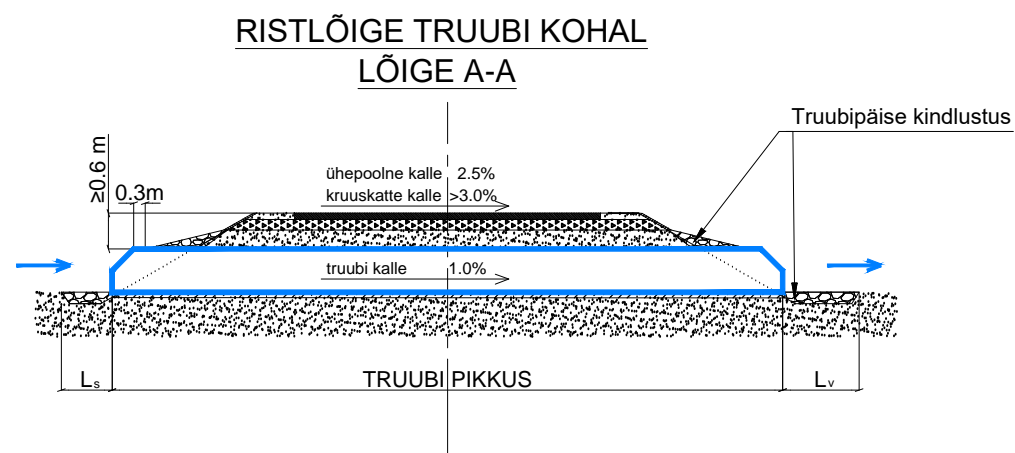 RISTLÕIGE TRUUBI KOHAL
LÕIGE A-A
Truubipäise kindlustus
≥0.6 m
0.3m
ühepoolne kalle 2.5%
kruuskatte kalle >3.0%
truubi kalle 1.0%
Ls
TRUUBI PIKKUS
Lv